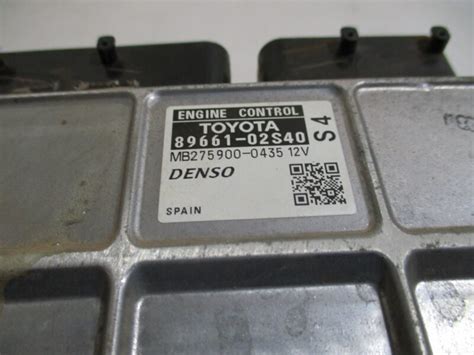 ENGINE CONTROL
TOYOTA
89661-02S40
S4
MB275900-0435 12V
DENSO
SPAIN